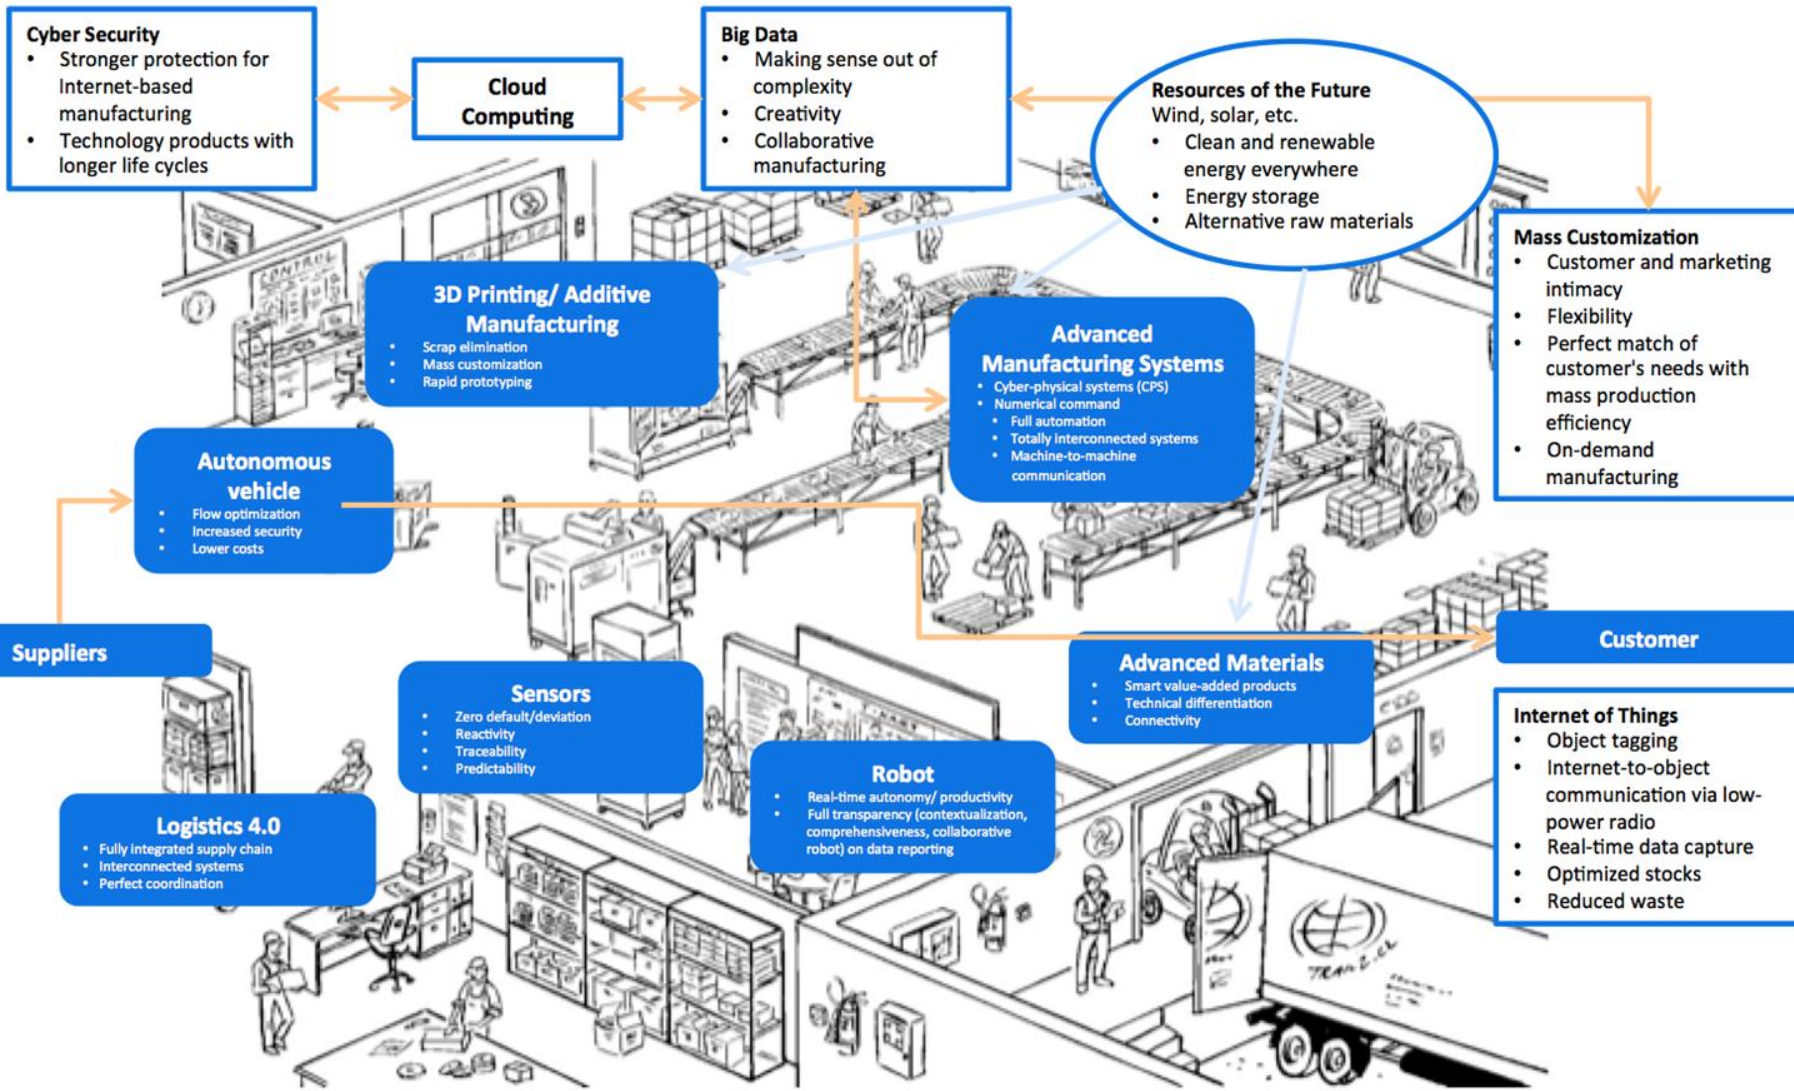 Cyber Security
• Stronger protection for
Internet-based
manufacturing
• Technology products with
longer life cycles
Cloud
Computing
Big Data
• Making sense out of
complexity
• Creativity
• Collaborative
manufacturing
Resources of the Future
Wind, solar, etc.
• Clean and renewable
energy everywhere
• Energy storage
• Alternative raw materials
Mass Customization
• Customer and marketing
intimacy
• Flexibility
• Perfect match of
customer's needs with
mass production
efficiency
• On-demand
manufacturing
CONTROL
3D Printing/ Additive
Manufacturing
• Scrap elimination
• Mass customization
• Rapid prototyping
Advanced
Manufacturing Systems
• Cyber-physical systems (CPS)
• Numerical command
• Full automation
• Totally interconnected systems
• Machine-to-machine
communication
Autonomous
vehicle
• Flow optimization
• Increased security
• Lower costs
Suppliers
Customer
Advanced Materials
• Smart value-added products
• Technical differentiation
• Connectivity
Sensors
• Zero default/deviation
• Reactivity
• Traceability
• Predictability
Robot
• Real-time autonomy/ productivity
• Full transparency (contextualization,
comprehensiveness, collaborative
robot) on data reporting
Logistics 4.0
• Fully integrated supply chain
• Interconnected systems
• Perfect coordination
Internet of Things
• Object tagging
• Internet-to-object
communication via low-
power radio
• Real-time data capture
• Optimized stocks
• Reduced waste